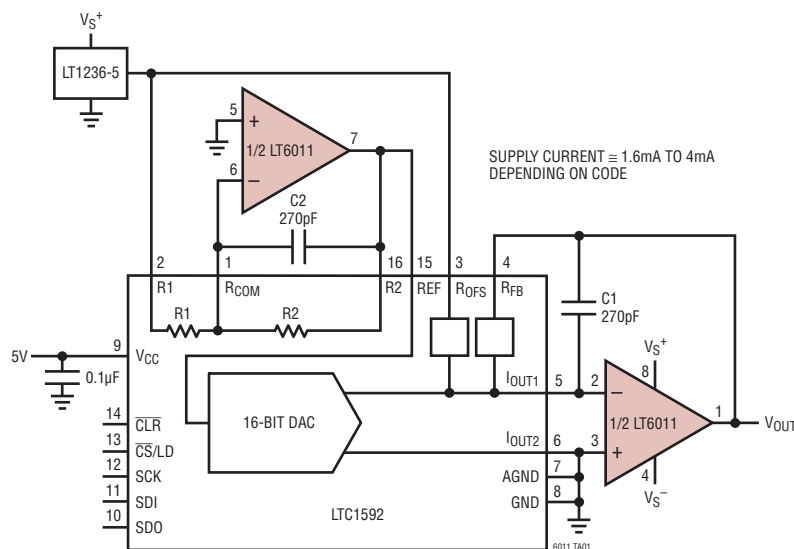 VS+
LT1236-5
5
+
1/2 LT6011
7
6
–
SUPPLY CURRENT ≅ 1.6mA TO 4mA
DEPENDING ON CODE
C2
270pF
2
1
16
15
3
4
R1
RCOM
R2
REF
ROFS
RFB
R1
R2
C1
270pF
5V
9
VCC
0.1µF
IOUT1
5
2
–
VS+
8
1/2 LT6011
1
VOUT
16-BIT DAC
14
CLR
13
CS/LD
12
SCK
11
SDI
10
SDO
IOUT2
6
3
+
4
VS–
AGND
7
GND
8
LTC1592
6011 TA01